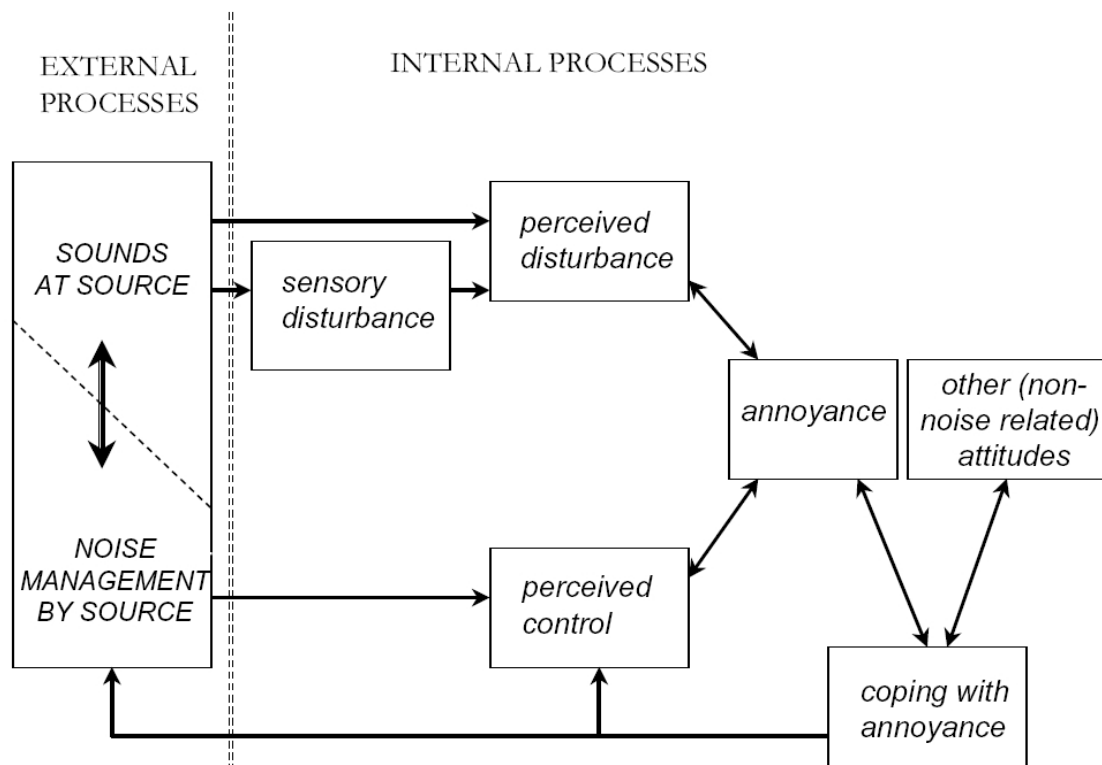 EXTERNAL
PROCESSES
INTERNAL PROCESSES
SOUNDS
AT SOURCE
sensory
disturbance
perceived
disturbance
annoyance
other (non-
noise related)
attitudes
NOISE
MANAGEMENT
BY SOURCE
perceived
control
coping with
annoyance